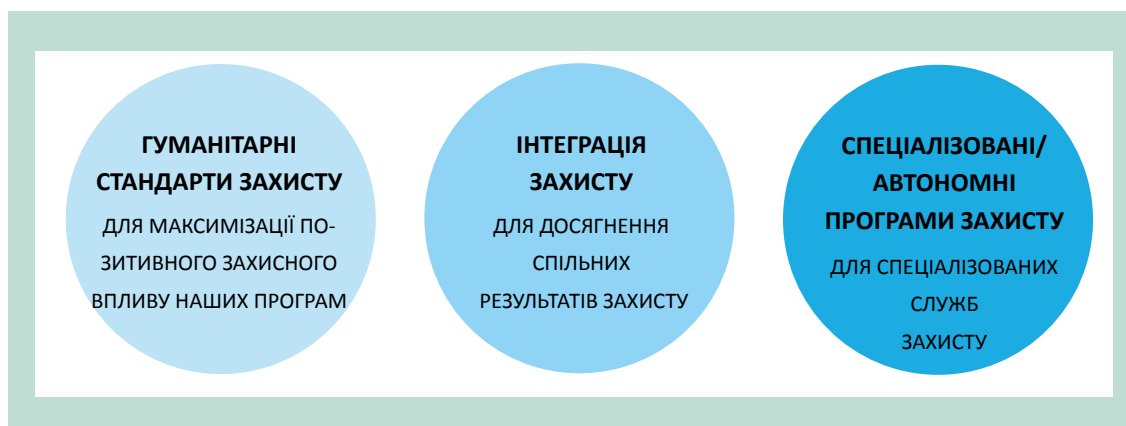 ГУМАНІТАРНІ
СТАНДАРТИ ЗАХИСТУ
ДЛЯ МАКСИМІЗАЦІЇ ПО-
ЗИТИВНОГО ЗАХИСНОГО
ВПЛИВУ НАШИХ ПРОГРАМ
ІНТЕГРАЦІЯ
ЗАХИСТУ
ДЛЯ ДОСЯГНЕННЯ
СПІЛЬНИХ
РЕЗУЛЬТАТІВ ЗАХИСТУ
СПЕЦІАЛІЗОВАНІ/
АВТОНОМНІ
ПРОГРАМИ ЗАХИСТУ
ДЛЯ СПЕЦІАЛІЗОВАНИХ
СЛУЖБ
ЗАХИСТУ